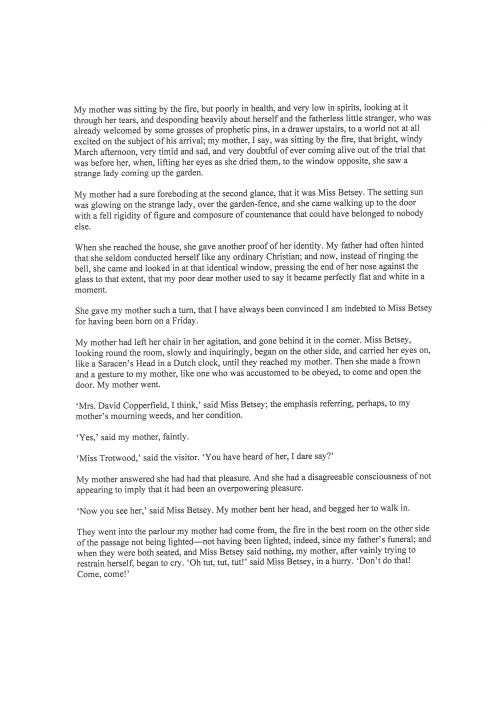 My mother was sitting by the fire, but poorly in health, and very low in spirits, looking at it
through her tears, and desponding heavily about herself and the fatherless little stranger, who was
already welcomed by some grosses of prophetic pins, in a drawer upstairs, to a world not at all
excited on the subject of his arrival; my mother, I say, was sitting by the fire, that bright, windy
March afternoon, very timid and sad, and very doubtful of ever coming alive out of the trial that
was before her, when, lifting her eyes as she dried them, to the window opposite, she saw a
strange lady coming up the garden.
My mother had a sure foreboding at the second glance, that it was Miss Betsey. The setting sun
was glowing on the strange lady, over the garden-fence, and she came walking up to the door
with a fell rigidity of figure and composure of countenance that could have belonged to nobody
else.
When she reached the house, she gave another proof of her identity. My father had often hinted
that she seldom conducted herself like any ordinary Christian; and now, instead of ringing the
bell, she came and looked in at that identical window, pressing the end of her nose against the
glass to that extent, that my poor dear mother used to say it became perfectly flat and white in a
moment.
She gave my mother such a turn, that I have always been convinced I am indebted to Miss Betsey
for having been born on a Friday.
My mother had left her chair in her agitation, and gone behind it in the corner. Miss Betsey,
looking round the room, slowly and inquiringly, began on the other side, and carried her eyes on,
like a Saracen's Head in a Dutch clock, until they reached my mother. Then she made a frown
and a gesture to my mother, like one who was accustomed to be obeyed, to come and open the
door. My mother went.
‘Mrs. David Copperfield, I think,’ said Miss Betsey; the emphasis referring, perhaps, to my
mother’s mourning weeds, and her condition.
‘Yes,’ said my mother, faintly.
‘Miss Trotwood,’ said the visitor. ‘You have heard of her, I dare say?’
My mother answered she had had that pleasure. And she had a disagreeable consciousness of not
appearing to imply that it had been an overpowering pleasure.
‘Now you see her,’ said Miss Betsey. My mother bent her head, and begged her to walk in.
They went into the parlour my mother had come from, the fire in the best room on the other side
of the passage not being lighted—not having been lighted, indeed, since my father’s funeral; and
when they were both seated, and Miss Betsey said nothing, my mother, after vainly trying to
restrain herself, began to cry. ‘Oh tut, tut, tut!’ said Miss Betsey, in a hurry. ‘Don’t do that!
Come, come!’